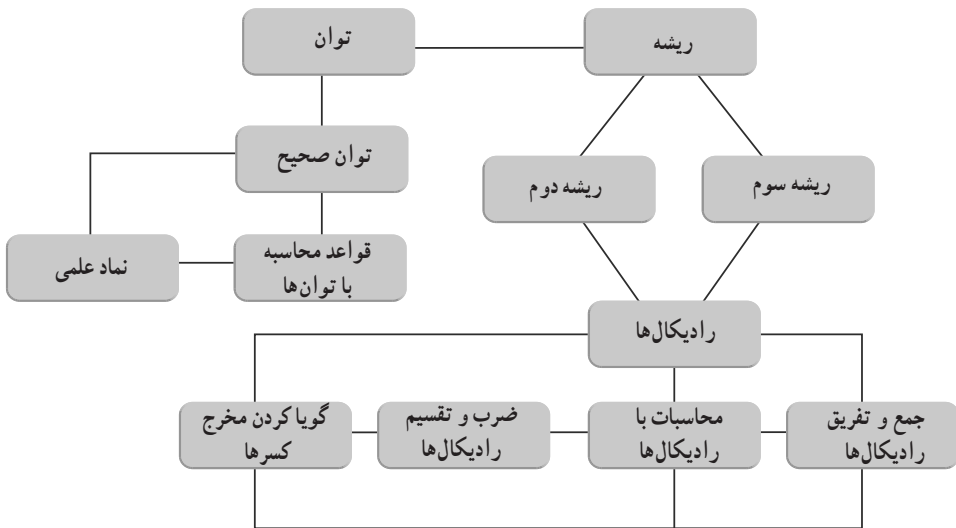 ریشه
توان
توان صحیح
ریشه سوم
ریشه دوم
قواعد محاسبه
با توان‌ها
نماد علمی
رادیکال‌ها
جمع و تفریق
رادیکال‌ها
محاسبات با
رادیکال‌ها
ضرب و تقسیم
رادیکال‌ها
گویا کردن مخرج
کسرها